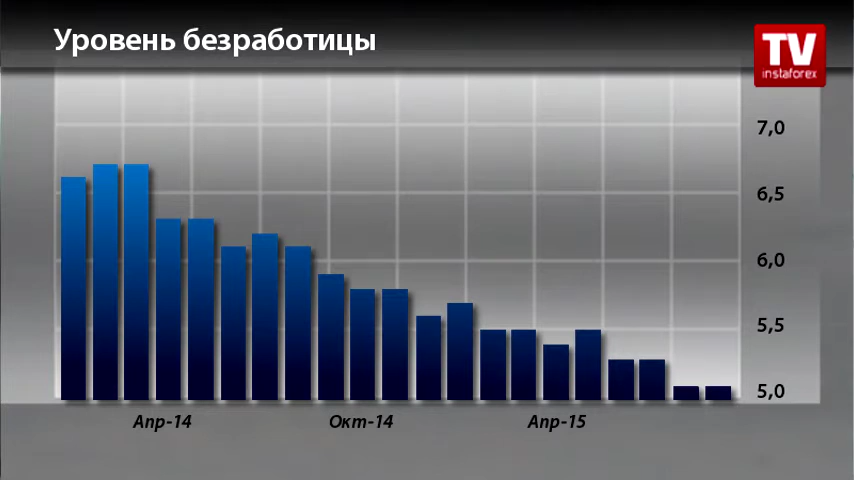 Уровень безработицы
TV
instaforex
7,0
6,5
6,0
5,5
5,0
Апр-14
Окт-14
Апр-15